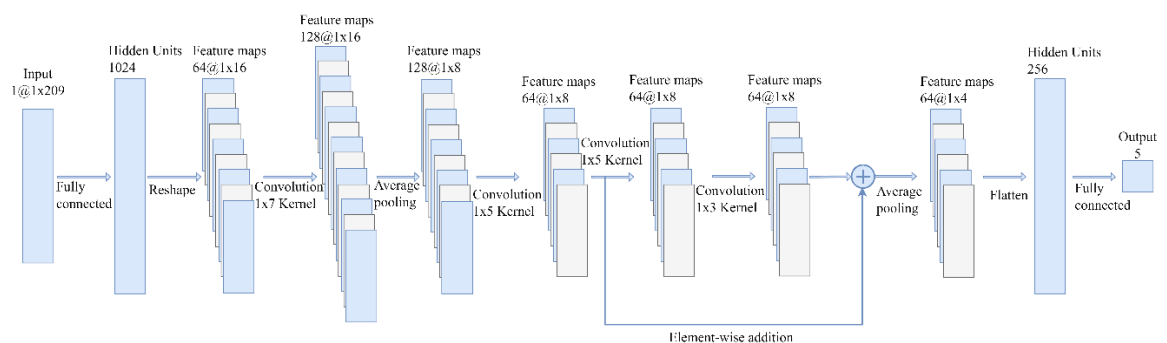 Input
1@1x209
Fully
connected
Hidden Units
1024
Reshape
Feature maps
64@1x16
Convolution
1x7 Kernel
Feature maps
128@1x16
Average
pooling
Feature maps
128@1x8
Convolution
1x5 Kernel
Feature maps
64@1x8
Convolution
1x5 Kernel
Feature maps
64@1x8
Convolution
1x3 Kernel
Feature maps
64@1x8
Element-wise addition
Average
pooling
Feature maps
64@1x4
Flatten
Hidden Units
256
Fully
connected
Output
5